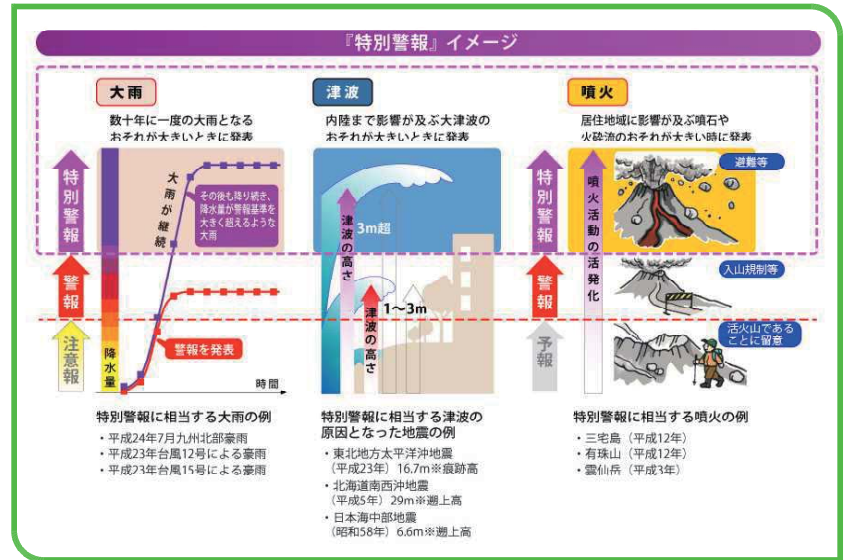 『特別警報』イメージ
大雨
数十年に一度の大雨となる
おそれが大きいときに発表
特別警報
警報
注意報
降水量
大雨が継続
その後も降り続き、
降水量が警報基準を
大きく超えるような
大雨
警報を発表
時間
特別警報に相当する大雨の例
・平成24年7月九州北部豪雨
・平成23年台風12号による豪雨
・平成23年台風15号による豪雨
津波
内陸まで影響が及ぶ大津波の
おそれが大きいときに発表
津波の高さ
3m超
津波の高さ
1～3m
特別警報に相当する津波の
原因となった地震の例
・東北地方太平洋沖地震
（平成23年）16.7m※痕跡高
・北海道南西沖地震
（平成5年）29m※遡上高
・日本海中部地震
（昭和58年）6.6m※遡上高
噴火
居住地域に影響が及ぶ噴石や
火砕流のおそれが大きい時に発表
特別警報
警報
予報
噴火活動の活発化
避難等
入山規制等
活火山である
ことに留意
特別警報に相当する噴火の例
・三宅島（平成12年）
・有珠山（平成12年）
・雲仙岳（平成3年）